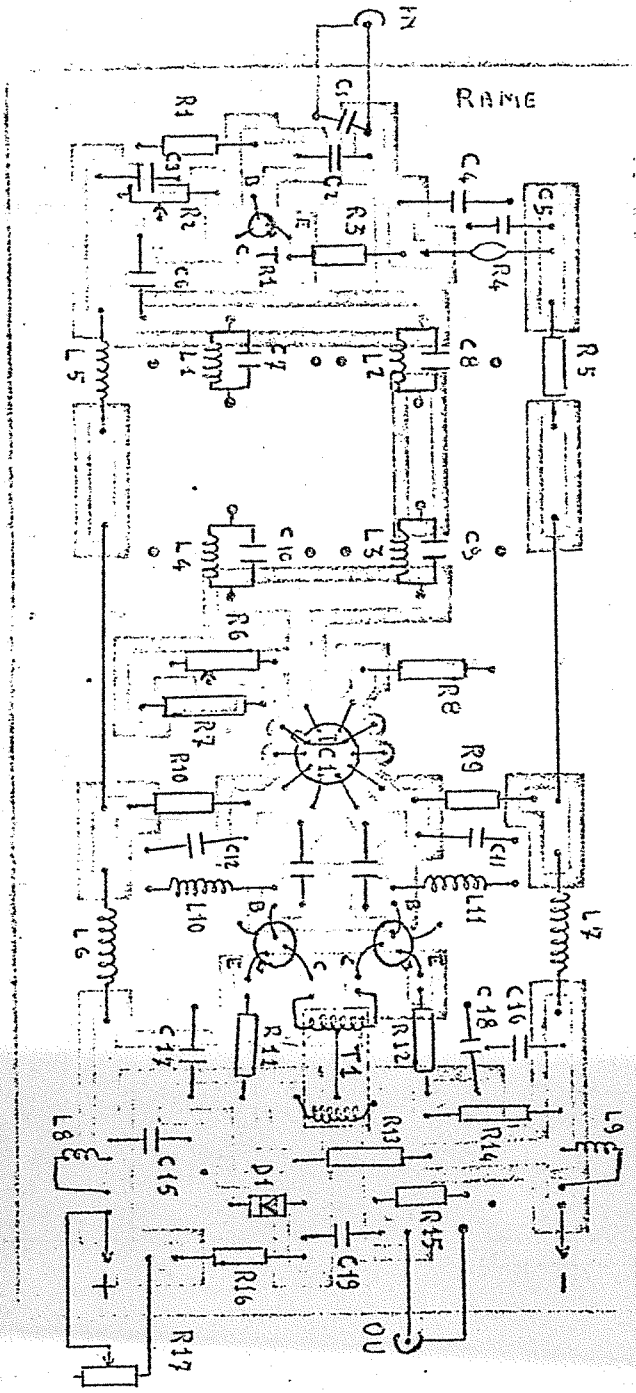 IN
RAME
C1
R1
C2
C3
R2
B
C
E
TR1
R3
C4
C5
R4
C6
L5
L1
C7
L2
C8
R5
L4
C10
L3
C9
R6
R7
R8
IC1
R10
R9
C12
C11
L10
L11
B
B
L6
L7
E
C
C
E
C17
R11
T1
R12
C18
C16
L8
C15
D1
R13
R14
L9
R15
+
R16
C19
−
R17
OU